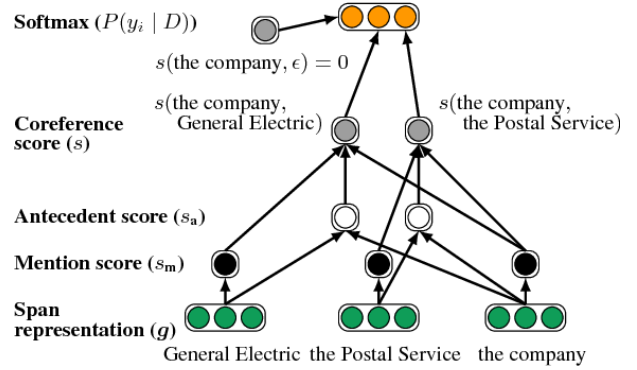 Softmax (P(y_i | D))
s(the company, ϵ) = 0
s(the company,
General Electric)
s(the company,
the Postal Service)
Coreference
score (s)
Antecedent score (s_a)
Mention score (s_m)
Span
representation (g)
General Electric the Postal Service the company